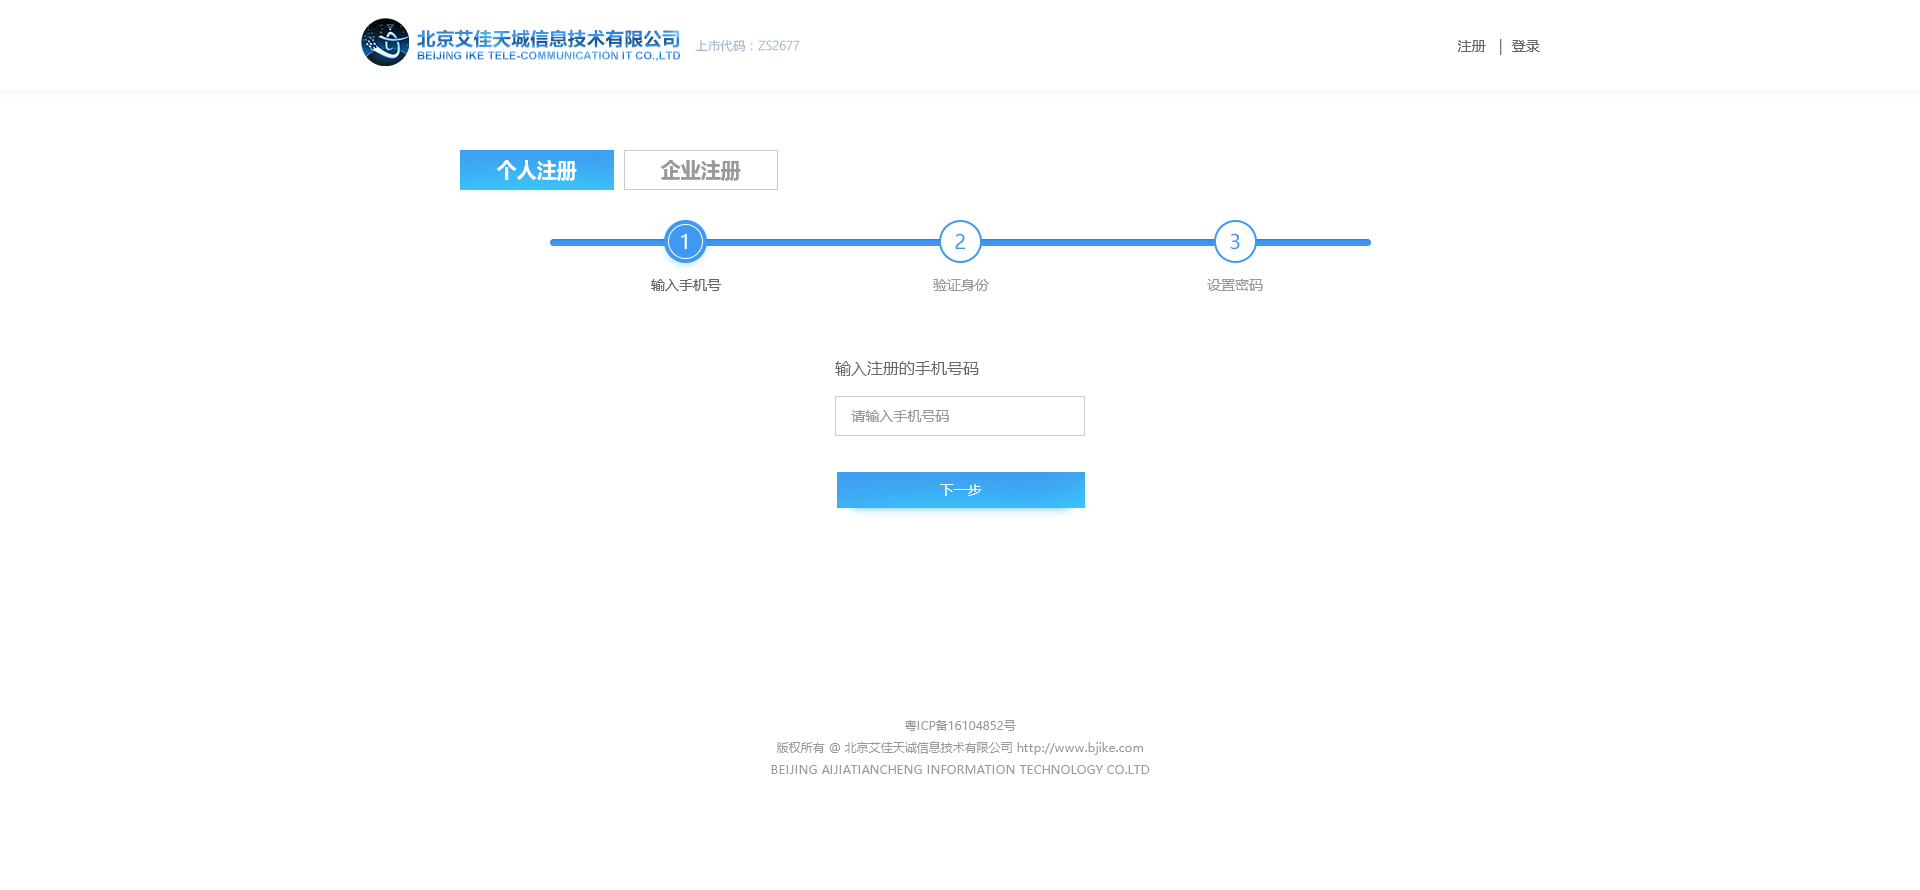 北京艾佳天诚信息技术有限公司
BEIJING IKE TELE-COMMUNICATION IT CO.,LTD
上市代码：ZS2677
注册 | 登录
个人注册 企业注册
1 2 3
输入手机号 验证身份 设置密码
输入注册的手机号码
请输入手机号码
下一步
粤ICP备16104852号
版权所有 @ 北京艾佳天诚信息技术有限公司 http://www.bjike.com
BEIJING AIJIATIANCHENG INFORMATION TECHNOLOGY CO.LTD